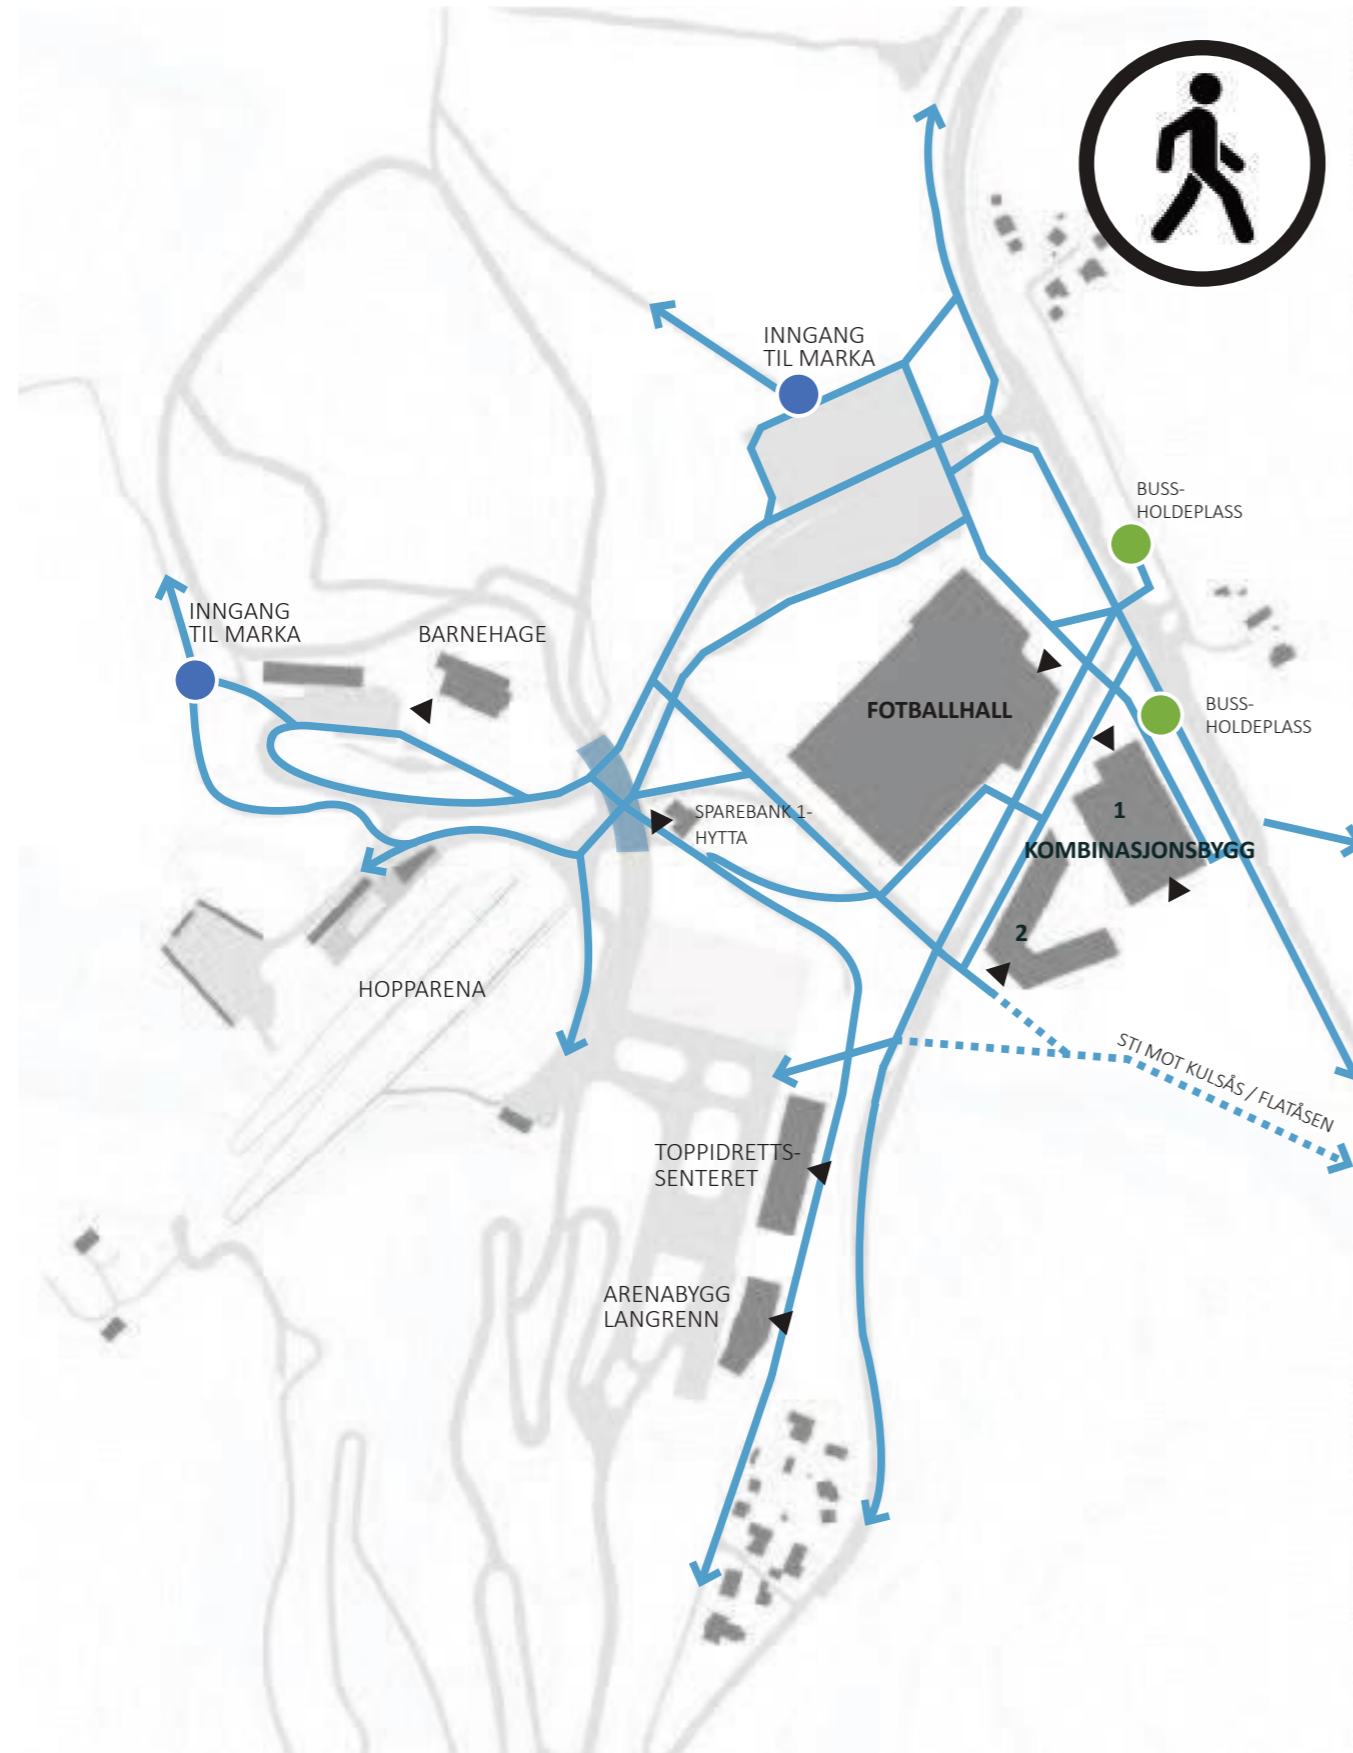 INNGANG
TIL MARKA
BUSS-
HOLDEPLASS
INNGANG
TIL MARKA
BARNEHAGE
FOTBALLHALL
BUSS-
HOLDEPLASS
SPAREBANK 1-
HYTTA
1
KOMBINASJONSBYGG
2
HOPPARENA
STI MOT KULSÅS / FLATÅSEN
TOPPIDRETTS-
SENTERET
ARENABYGG
LANGRENN